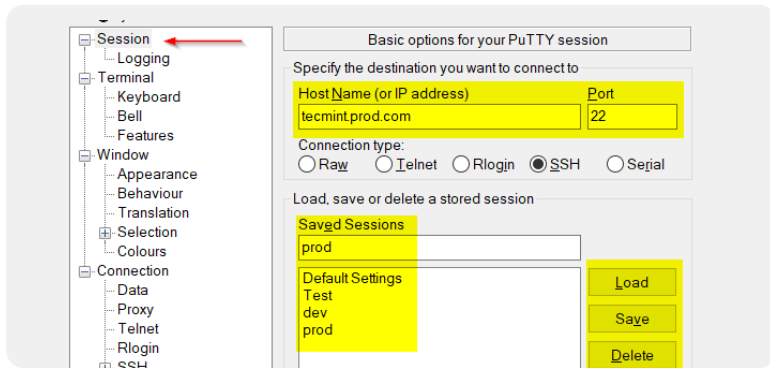 Session
Logging
Terminal
Keyboard
Bell
Features
Window
Appearance
Behaviour
Translation
Selection
Colours
Connection
Data
Proxy
Telnet
Rlogin
SSH
Basic options for your PuTTY session
Specify the destination you want to connect to
Host Name (or IP address) Port
tecmint.prod.com 22
Connection type:
Raw Telnet Rlogin SSH Serial
Load, save or delete a stored session
Saved Sessions
prod
Default Settings
Test
dev
prod
Load
Save
Delete